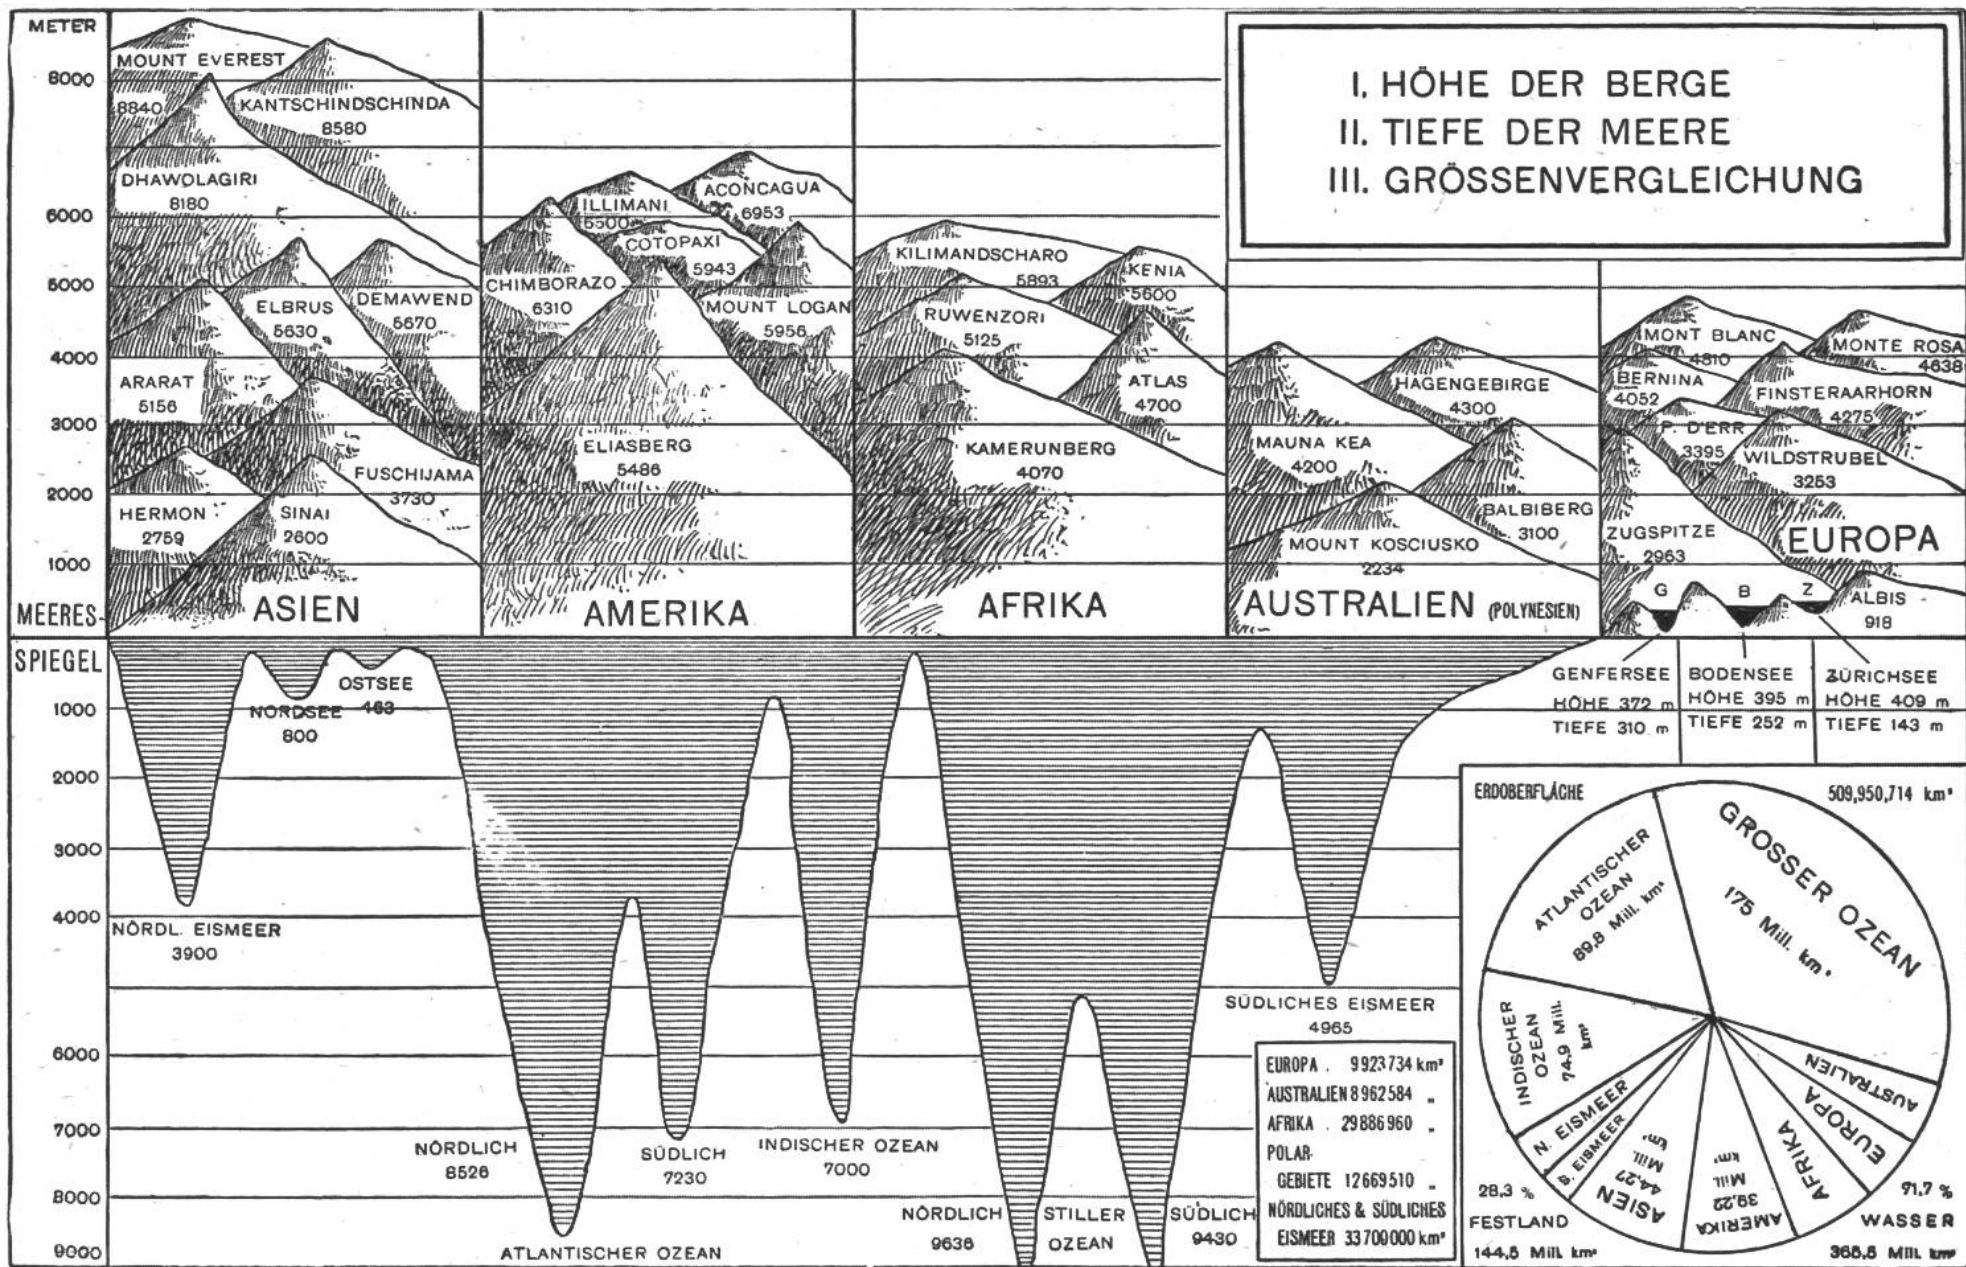 METER
8000
6000
5000
4000
3000
2000
1000
MEERES-
SPIEGEL
1000
2000
3000
4000
6000
7000
8000
9000
MOUNT EVEREST
8840
KANTSCHINDSCHINDA
8580
DHAWOLAGIRI
8180
ELBRUS
5630
DEMAWEND
5670
ARARAT
5156
FUSCHIJAMA
3730
HERMON
2759
SINAI
2600
ASIEN
ILLIMANI
6500
ACONCAGUA
6953
COTOPAXI
5943
CHIMBORAZO
6310
MOUNT LOGAN
5956
ELIASBERG
5486
AMERIKA
KILIMANDSCHARO
5893
KENIA
5600
RUWENZORI
5125
ATLAS
4700
KAMERUNBERG
4070
AFRIKA
I. HÖHE DER BERGE
II. TIEFE DER MEERE
III. GRÖSSENVERGLEICHUNG
HAGENGEBIRGE
4300
MAUNA KEA
4200
BALBIBERG
3100
MOUNT KOSCIUSKO
2234
AUSTRALIEN (POLYNESIEN)
MONT BLANC
4810
MONTE ROSA
4638
BERNINA
4052
FINSTERAARHORN
4275
P. D'ERR
3395
WILDSTRUBEL
3253
ZUGSPITZE
2963
EUROPA
G
B
Z
ALBIS
918
GENFERSEE
HÖHE 372 m
TIEFE 310 m
BODENSEE
HÖHE 395 m
TIEFE 252 m
ZÜRICHSEE
HÖHE 409 m
TIEFE 143 m
OSTSEE
463
NORDSEE
800
NÖRDL. EISMEER
3900
NÖRDLICH
8526
SÜDLICH
7230
ATLANTISCHER OZEAN
INDISCHER OZEAN
7000
NÖRDLICH
9636
STILLER
OZEAN
SÜDLICH
9430
SÜDLICHES EISMEER
4965
EUROPA . 9923734 km²
AUSTRALIEN 8962584 „
AFRIKA . 29886960 „
POLAR-
GEBIETE 12669510 „
NÖRDLICHES & SÜDLICHES
EISMEER 33700000 km²
ERDOBERFLÄCHE
509,950,714 km²
GROSSER OZEAN
175 Mill. km²
ATLANTISCHER
OZEAN
89,8 Mill. km²
INDISCHER
OZEAN
74,9 Mill.
km²
N. EISMEER
S. EISMEER
ASIEN
44,27
Mill.
km²
AMERIKA
39,22
Mill.
km²
AFRIKA
EUROPA
AUSTRALIEN
28,3 %
FESTLAND
144,5 Mill. km²
71,7 %
WASSER
365,5 Mill. km²